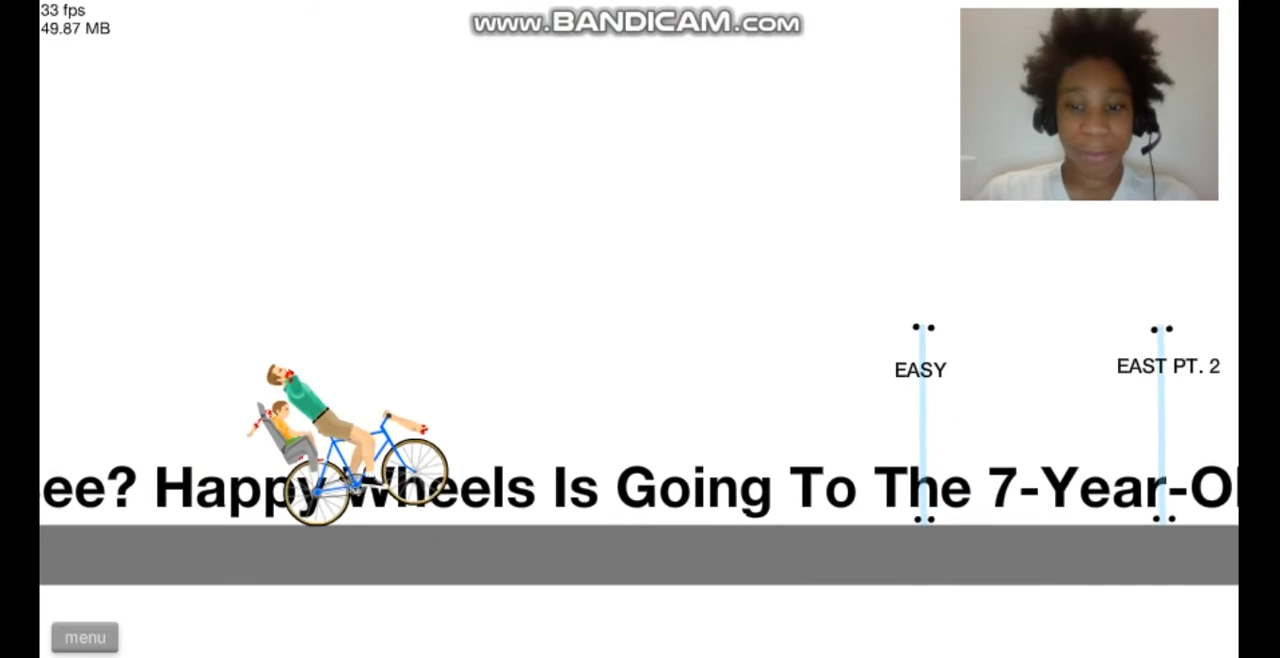 33 fps
49.87 MB
www.BANDICAM.com
EASY
EAST PT. 2
ee? Happy Wheels Is Going To The 7-Year-Ol
menu